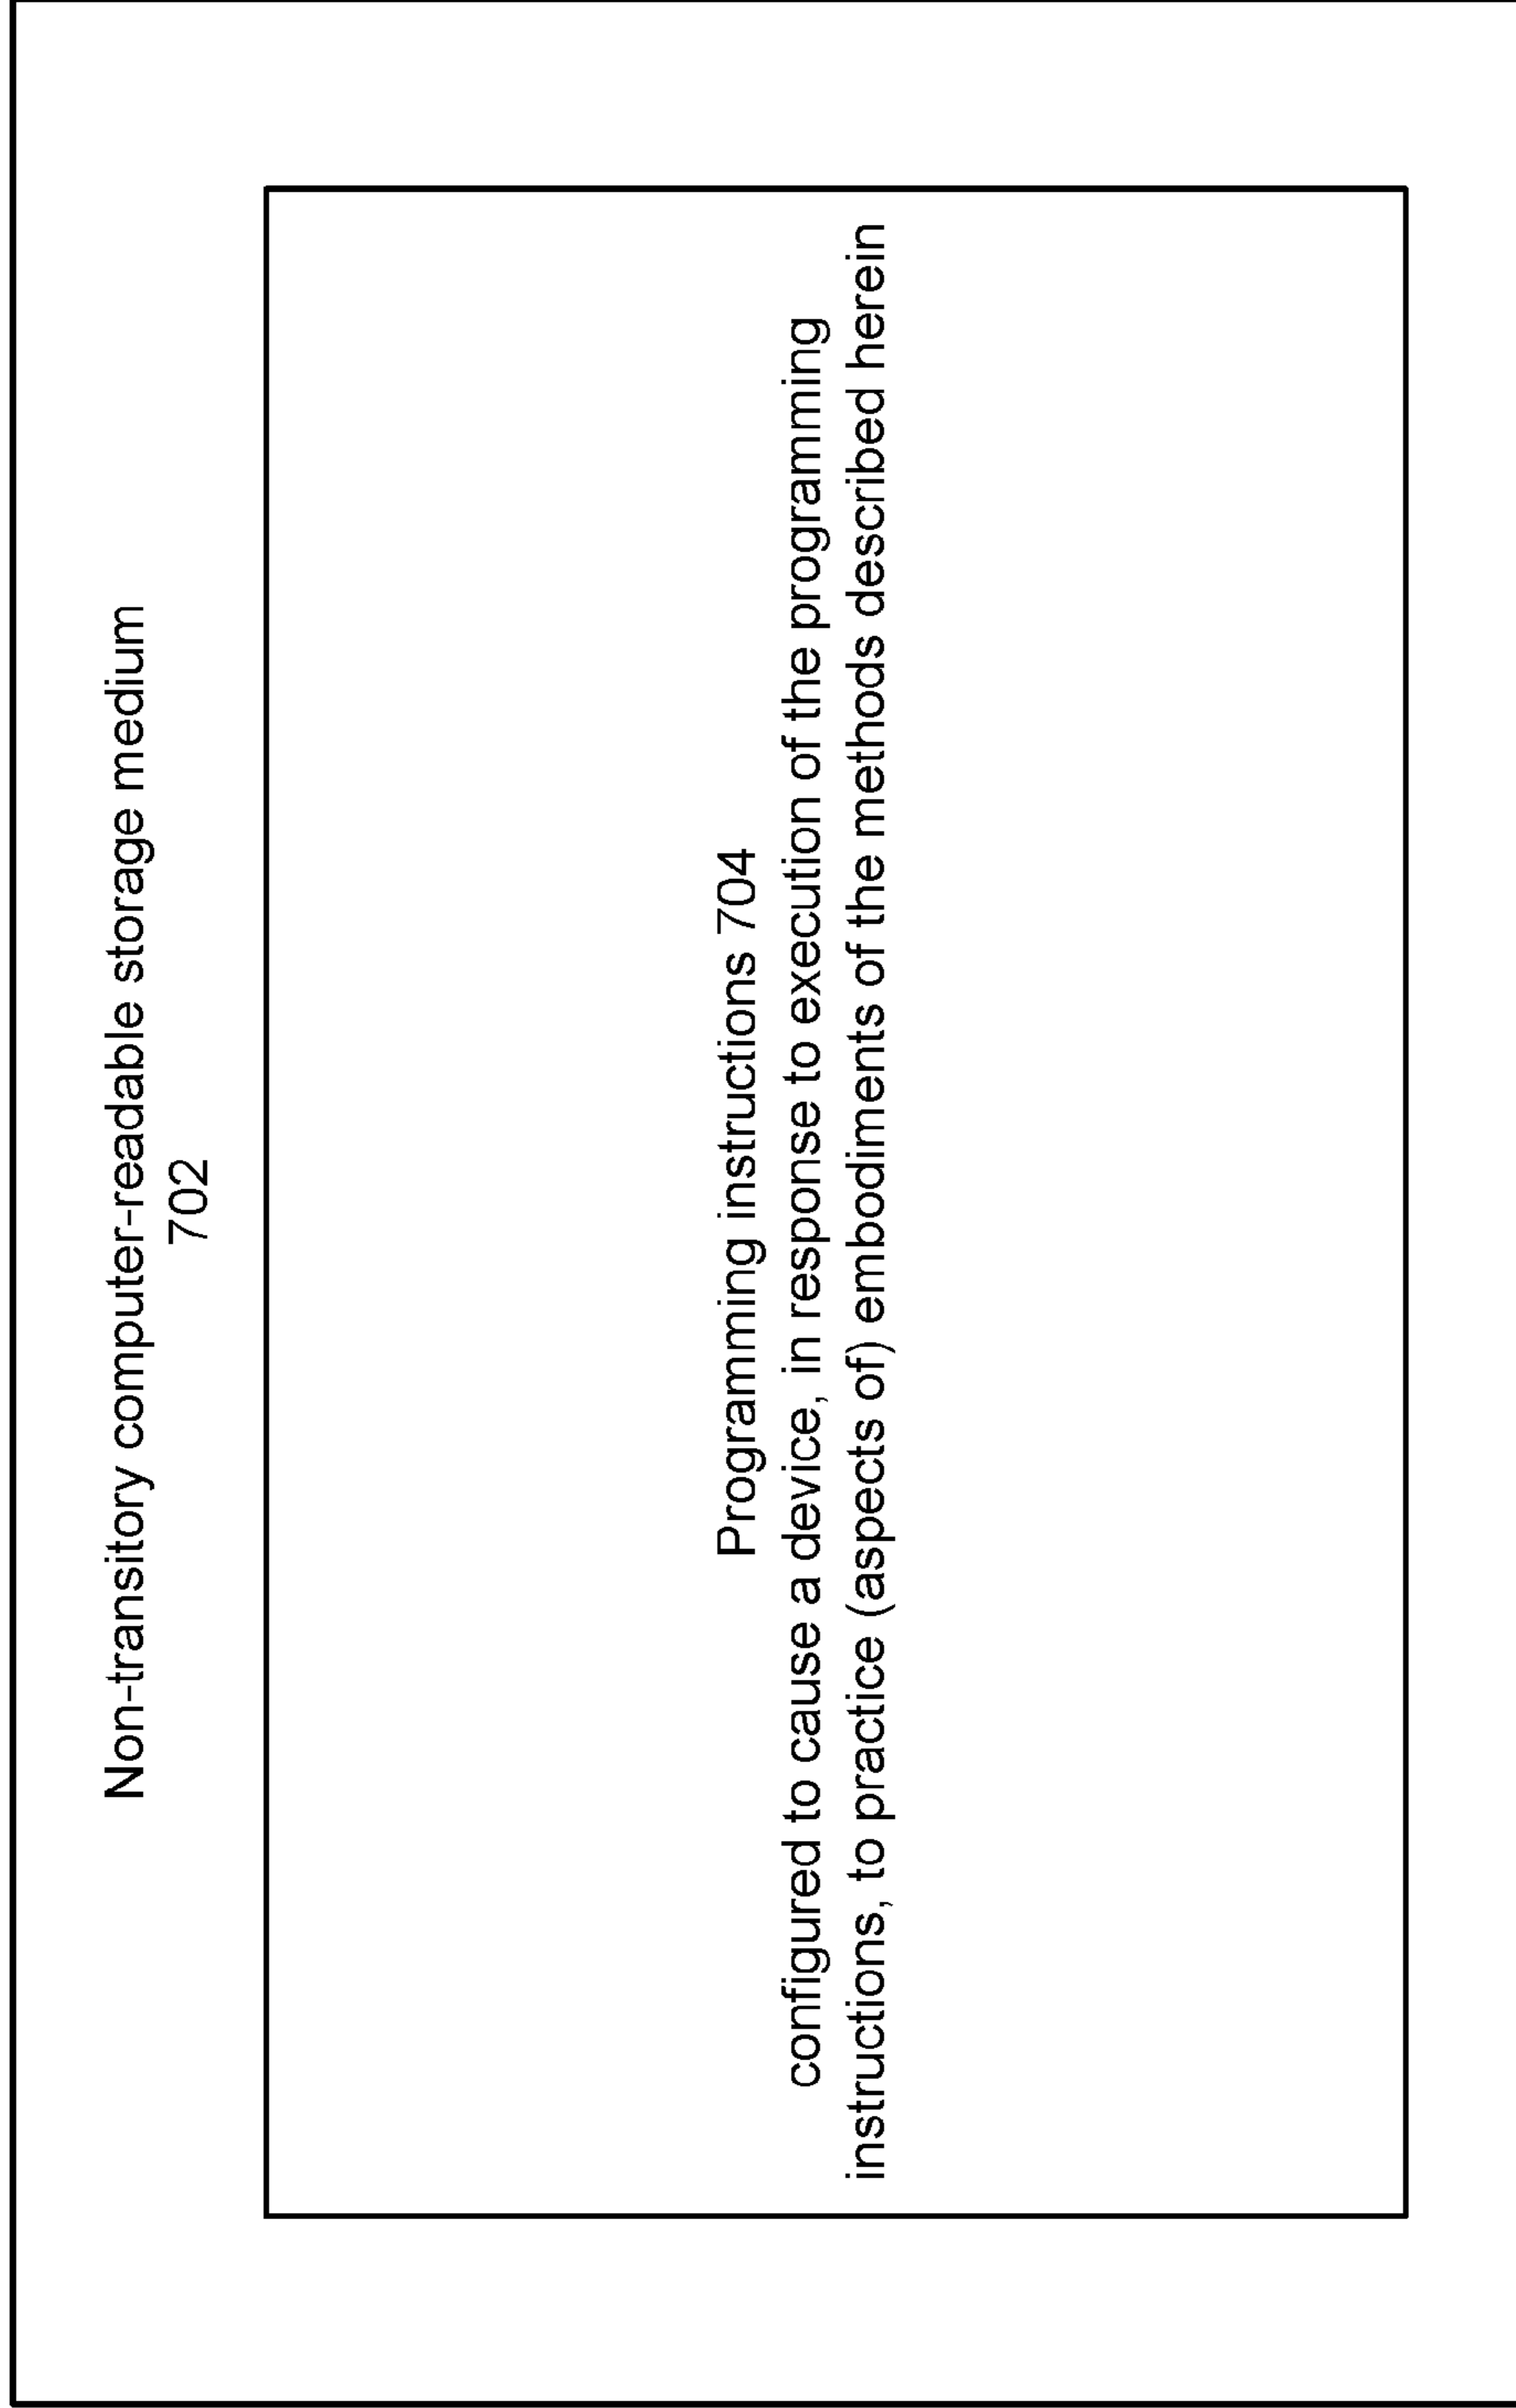 Non-transitory computer-readable storage medium
702
Programming instructions 704
configured to cause a device, in response to execution of the programming
instructions, to practice (aspects of) embodiments of the methods described herein